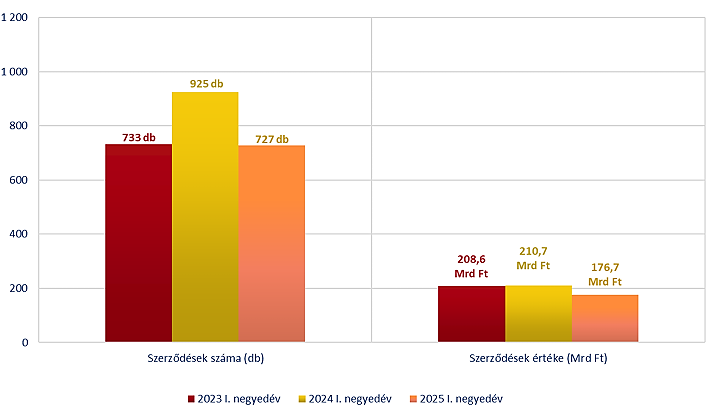 1 200
1 000
800
600
400
200
0
733 db
925 db
727 db
208,6
Mrd Ft
210,7
Mrd Ft
176,7
Mrd Ft
Szerződések száma (db)
Szerződések értéke (Mrd Ft)
2023 I. negyedév
2024 I. negyedév
2025 I. negyedév